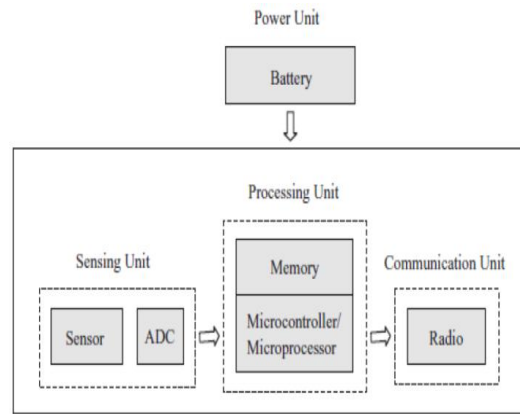 Power Unit
Battery
Processing Unit
Sensing Unit
Memory
Communication Unit
Sensor
ADC
Microcontroller/
Microprocessor
Radio